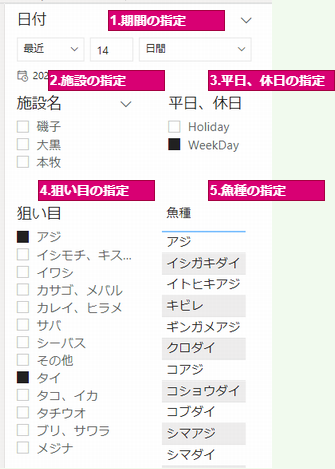 日付
1.期間の指定
最近
14
日間
202
2.施設の指定
3.平日、休日の指定
施設名
平日、休日
磯子
大黒
本牧
Holiday
WeekDay
4.狙い目の指定
5.魚種の指定
狙い目
アジ
イシモチ、キス...
イワシ
カサゴ、メバル
カレイ、ヒラメ
サバ
シーバス
その他
タイ
タコ、イカ
タチウオ
ブリ、サワラ
メジナ
魚種
アジ
イシガキダイ
イトヒキアジ
キビレ
ギンガメアジ
クロダイ
コアジ
コショウダイ
コブダイ
シマアジ
シマダイ